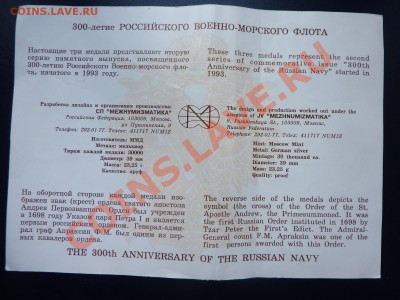 COINS.LAVE.RU
300-летие РОССИЙСКОГО ВОЕННО-МОРСКОГО ФЛОТА
Настоящие три медали представляют вторую
серию памятного выпуска, посвященного
300-летию Российского Военно-морского фло-
та, начатого в 1993 году.
These three medals represent the second
series of commemorative issue "300th
Anniversary of the Russian Navy" started in
1993.
Разработка дизайна и организация производства:
СП "МЕЖНУМИЗМАТИКА"
Российская Федерация, 103009, Москва,
Телефон: 292-01-77. Телекс: 411717 NUMIZ
Изготовитель: ММД
Металл: мельхиор
Тираж каждой медали: 30000
Диаметр: 39 мм
Масса: 23,25 г
Качество: пруф
The design and production worked out under the
JV "MEZHNUMIZMATIKA"
Russian Federation
Telephone: 292-01-77. Telex: 411717 NUMIZ
Mint: Moscow Mint
Metal: German silver
Mintage: 30 thousand ea.
Diameter: 39 mm
Mass: 23,25 g
Quality: proof
На оборотной стороне каждой медали изо-
бражен знак (крест) ордена святого апостола
Андрея Первозванного. Орден был учрежден
в 1698 году Указом царя Петра I и является
первым орденом России. Генерал-адми-
рал граф Апраксин Ф.М. был одним из пер-
вых кавалеров ордена.
The reverse side of the medals depicts
the symbol (the cross) of the Order of the St.
Apostle Andrew, the Primesummoned. It was
the first Russian Order instituted in 1698 by
Tzar Peter the First's Edict. The Admiral-
General count F.M. Apraksin was one of the
first persons awarded with this Order.
THE 300th ANNIVERSARY OF THE RUSSIAN NAVY